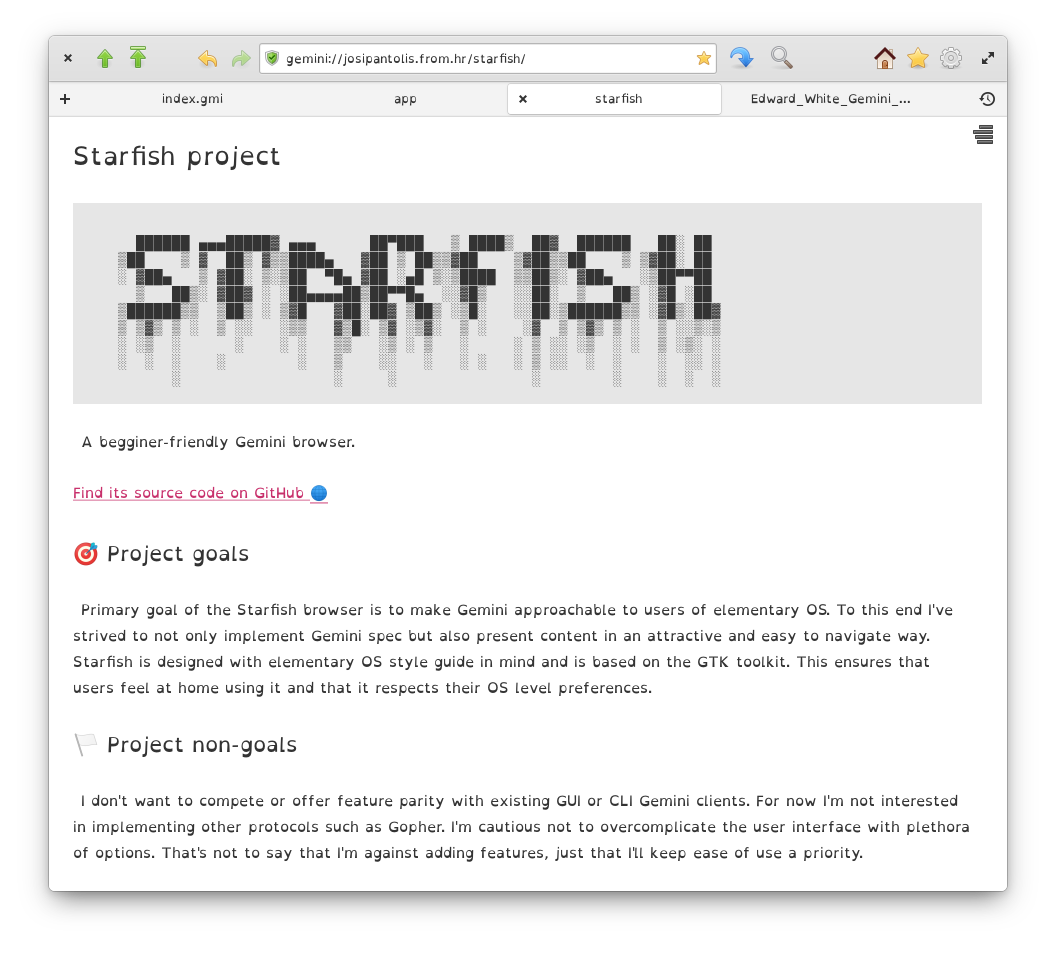 gemini://josipantolis.from.hr/starfish/
index.gmi
app
starfish
Edward_White_Gemini_...
Starfish project
STARFISH
A begginer-friendly Gemini browser.
Find its source code on GitHub
Project goals
Primary goal of the Starfish browser is to make Gemini approachable to users of elementary OS. To this end I've
strived to not only implement Gemini spec but also present content in an attractive and easy to navigate way.
Starfish is designed with elementary OS style guide in mind and is based on the GTK toolkit. This ensures that
users feel at home using it and that it respects their OS level preferences.
Project non-goals
I don't want to compete or offer feature parity with existing GUI or CLI Gemini clients. For now I'm not interested
in implementing other protocols such as Gopher. I'm cautious not to overcomplicate the user interface with plethora
of options. That's not to say that I'm against adding features, just that I'll keep ease of use a priority.